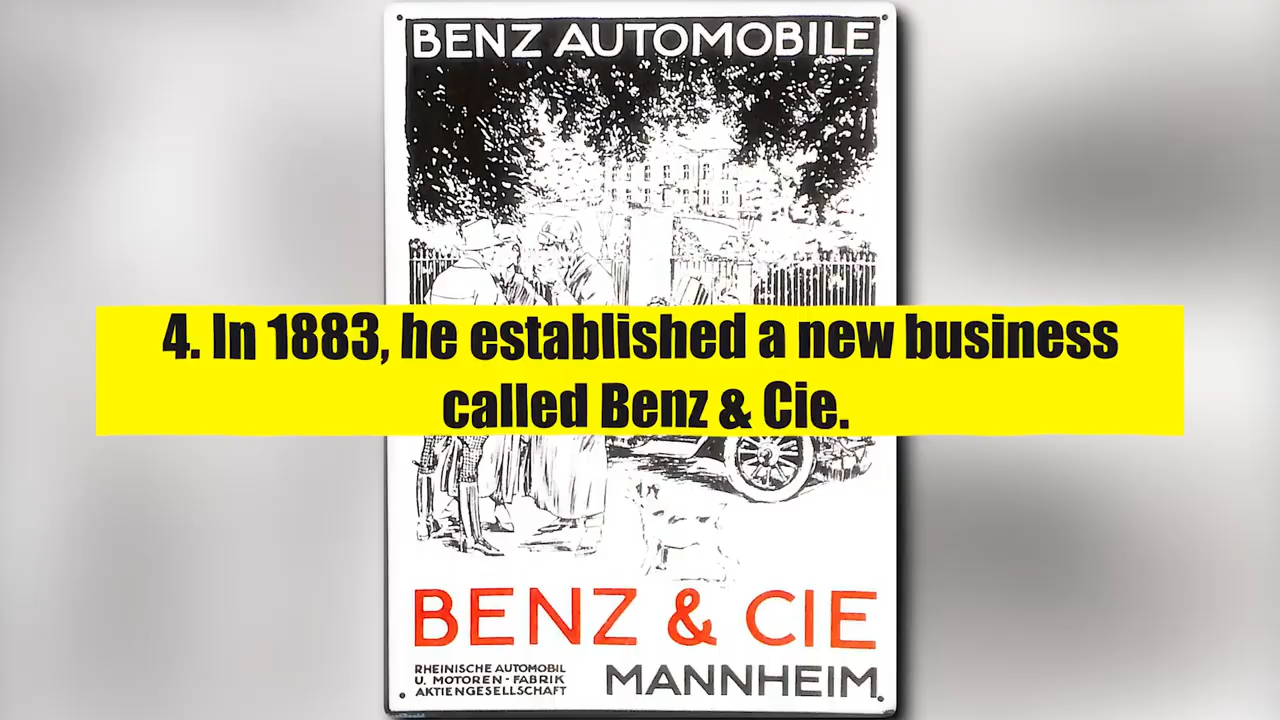 BENZ AUTOMOBILE
4. In 1883, he established a new business
called Benz & Cie.
BENZ & CIE
RHEINISCHE AUTOMOBIL
U. MOTOREN - FABRIK
AKTIENGESELLSCHAFT
MANNHEIM